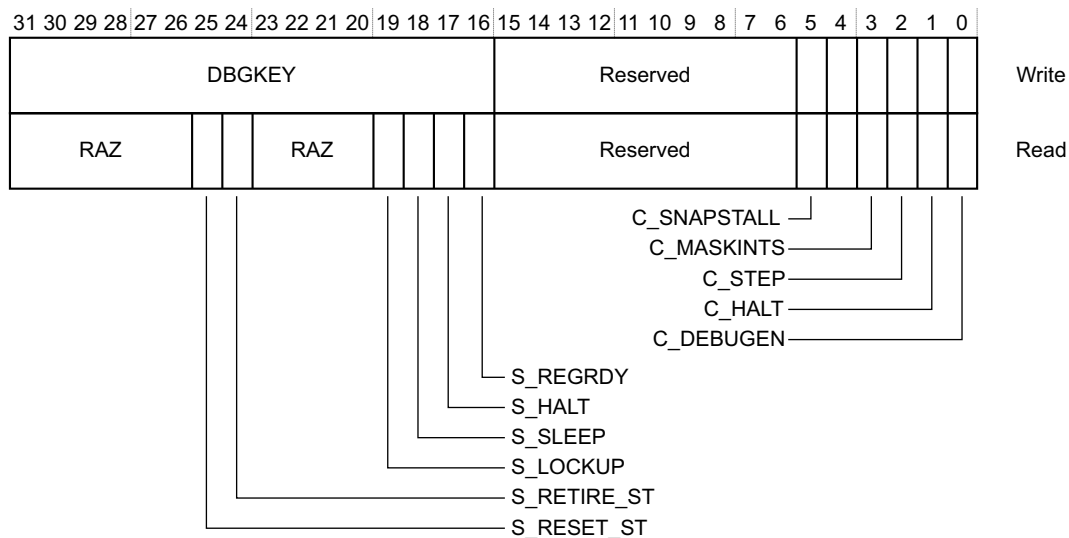 31 30 29 28 27 26 25 24 23 22 21 20 19 18 17 16 15 14 13 12 11 10 9 8 7 6 5 4 3 2 1 0
DBGKEY Reserved Write
RAZ RAZ Reserved Read
C_SNAPSTALL
C_MASKINTS
C_STEP
C_HALT
C_DEBUGEN
S_REGRDY
S_HALT
S_SLEEP
S_LOCKUP
S_RETIRE_ST
S_RESET_ST